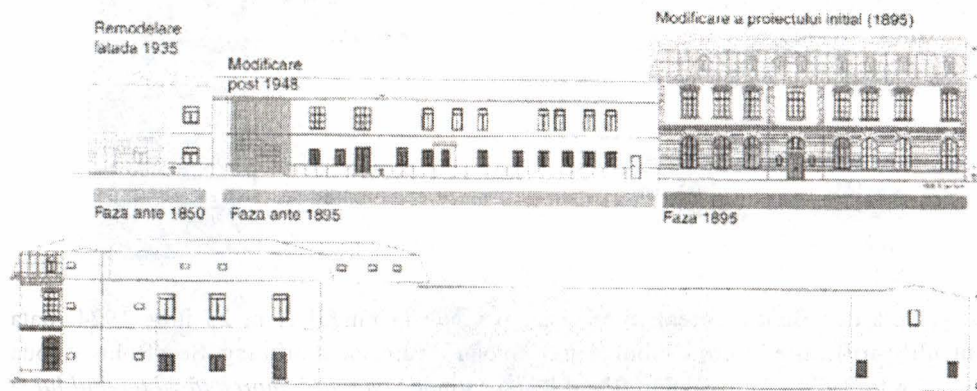 Remodelare
fatada 1935
Modificare
post 1948
Modificare a proiectului initial (1895)
Faza ante 1850
Faza ante 1895
Faza 1895